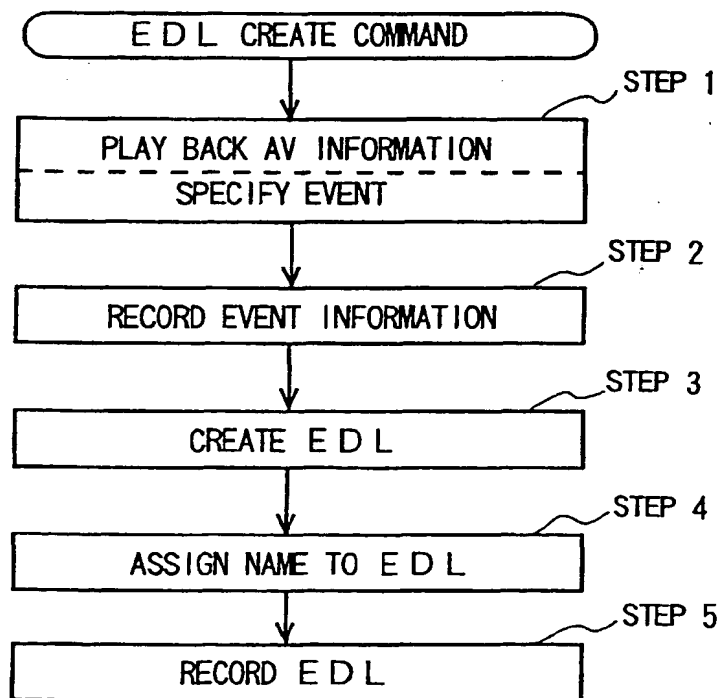 EDL CREATE COMMAND
STEP 1
PLAY BACK AV INFORMATION
SPECIFY EVENT
STEP 2
RECORD EVENT INFORMATION
STEP 3
CREATE EDL
STEP 4
ASSIGN NAME TO EDL
STEP 5
RECORD EDL